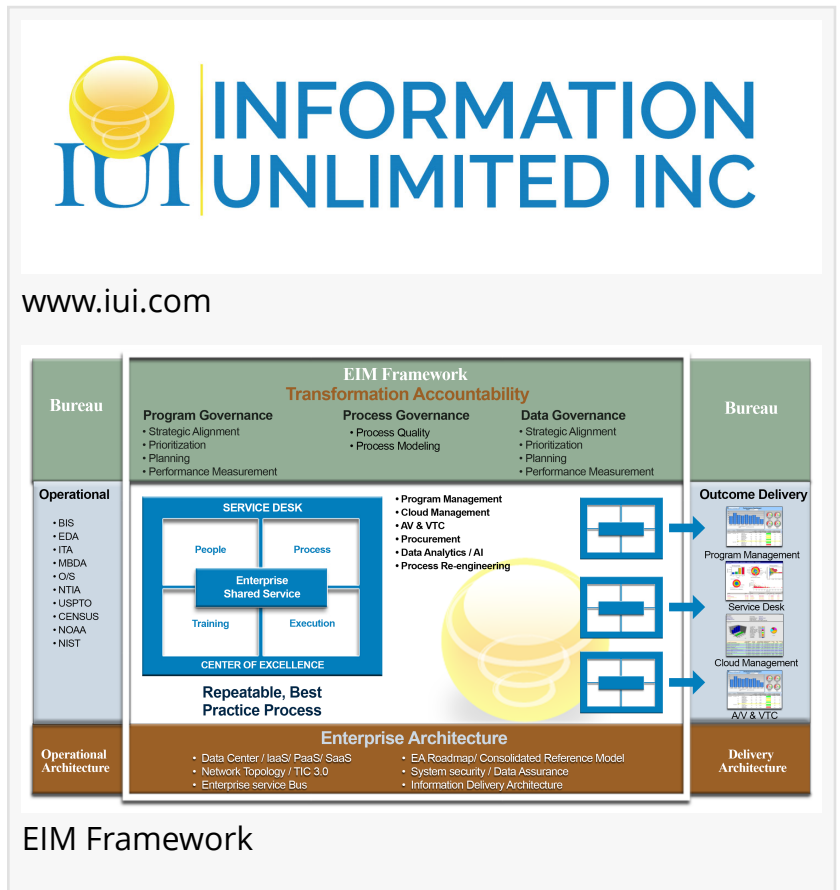 IUI
INFORMATION
UNLIMITED INC
www.iui.com
Bureau
EIM Framework
Transformation Accountability
Program Governance
• Strategic Alignment
• Prioritization
• Planning
• Performance Measurement
Process Governance
• Process Quality
• Process Modeling
Data Governance
• Strategic Alignment
• Prioritization
• Planning
• Performance Measurement
Bureau
Operational
• BIS
• EDA
• ITA
• MBDA
• O/S
• NTIA
• USPTO
• CENSUS
• NOAA
• NIST
SERVICE DESK
People
Process
Enterprise
Shared Service
Training
Execution
CENTER OF EXCELLENCE
Repeatable, Best
Practice Process
• Program Management
• Cloud Management
• AV & VTC
• Procurement
• Data Analytics / AI
• Process Re-engineering
Outcome Delivery
Program Management
Service Desk
Cloud Management
A/V & VTC
Operational
Architecture
Enterprise Architecture
• Data Center / IaaS/ PaaS/ SaaS
• Network Topology / TIC 3.0
• Enterprise service Bus
• EA Roadmap/ Consolidated Reference Model
• System security / Data Assurance
• Information Delivery Architecture
Delivery
Architecture
EIM Framework